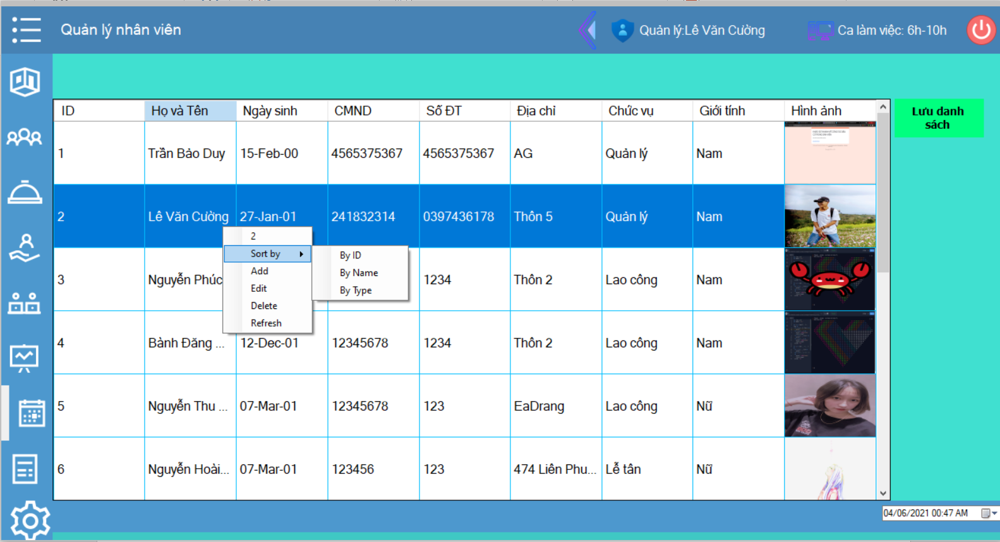 Quản lý nhân viên
Quản lý:Lê Văn Cường
Ca làm việc: 6h-10h
ID Họ và Tên Ngày sinh CMND Số ĐT Địa chỉ Chức vụ Giới tính Hình ảnh
Lưu danh
sách
1 Trần Bảo Duy 15-Feb-00 4565375367 4565375367 AG Quản lý Nam
2 Lê Văn Cường 27-Jan-01 241832314 0397436178 Thôn 5 Quản lý Nam
2
Sort by
Add
Edit
Delete
Refresh
By ID
By Name
By Type
3 Nguyễn Phúc 1234 Thôn 2 Lao công Nam
4 Bành Đăng ... 12-Dec-01 12345678 1234 Thôn 2 Lao công Nam
5 Nguyễn Thu ... 07-Mar-01 12345678 123 EaDrang Lao công Nữ
6 Nguyễn Hoài... 07-Mar-01 123456 123 474 Liên Phu... Lễ tân Nữ
04/06/2021 00:47 AM